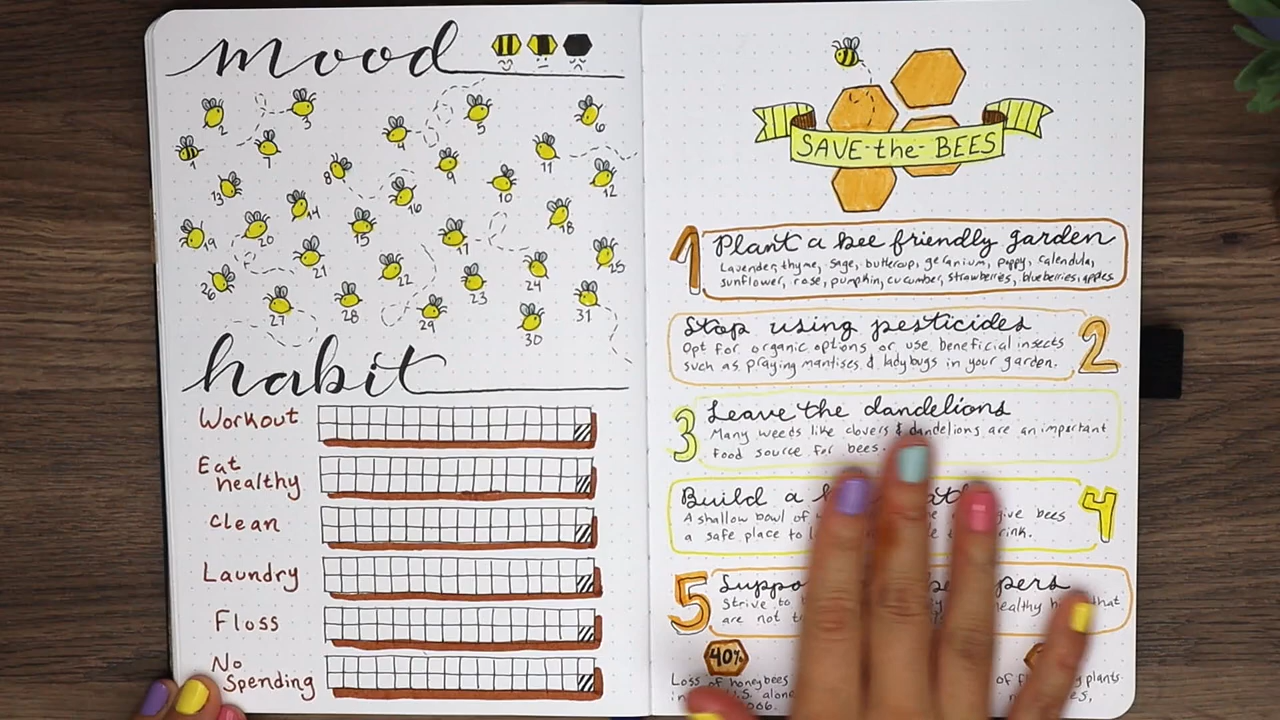 mood
2
3
4
5
6
7
8
9
10
11
12
13
14
15
16
17
18
19
20
21
22
23
24
25
26
27
28
29
30
31
habit
Workout
Eat
healthy
Clean
Laundry
Floss
No
Spending
SAVE-the-BEES
1 Plant a bee friendly garden
Lavender, thyme, sage, buttercup, geranium, poppy, calendula,
sunflower, rose, pumpkin, cucumber, strawberries, blueberries, apples
Stop using pesticides 2
Opt for organic options or use beneficial insects
such as praying mantises & ladybugs in your garden.
3 Leave the dandelions
Many weeds like clovers & dandelions are an important
food source for bees.
Build a 4
A shallow bowl of give bees
a safe place to
5
Strive to healthy that
are not
40%
Loss of honeybees of plants
in U.S. alone